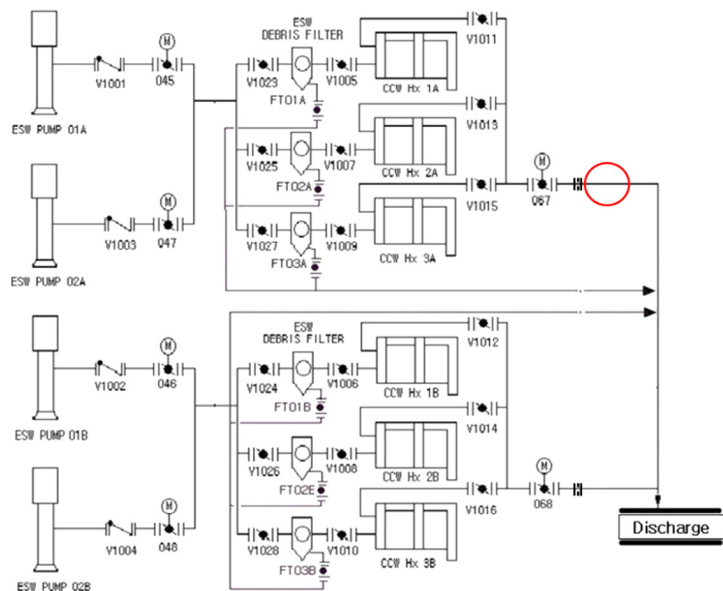 ESW
DEBRIS FILTER
M
V1001
045
V1023
V1005
V1011
FT01A
CCW Hx 1A
ESW PUMP 01A
V1013
V1025
V1007
FT02A
CCW Hx 2A
M
M
V1003
047
V1015
067
V1027
V1009
FT03A
CCW Hx 3A
ESW PUMP 02A
ESW
DEBRIS FILTER
M
V1012
V1002
046
V1024
V1006
FT01B
CCW Hx 1B
ESW PUMP 01B
V1014
V1026
V1008
FT02E
CCW Hx 2B
M
M
V1016
068
V1004
048
V1028
V1010
FT03B
CCW Hx 3B
ESW PUMP 02B
Discharge